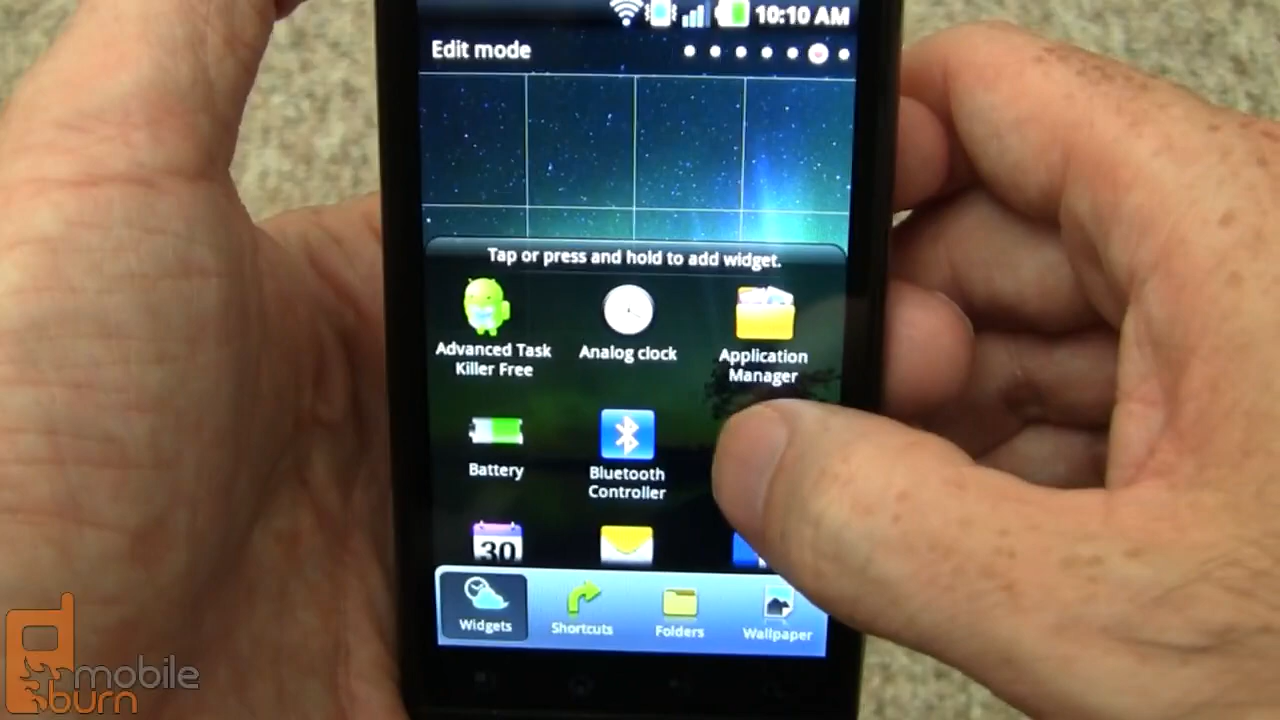 10:10 AM
Edit mode
Tap or press and hold to add widget.
Advanced Task
Killer Free
Analog clock
Application
Manager
Battery
Bluetooth
Controller
30
Widgets
Shortcuts
Folders
Wallpaper
mobile
burn